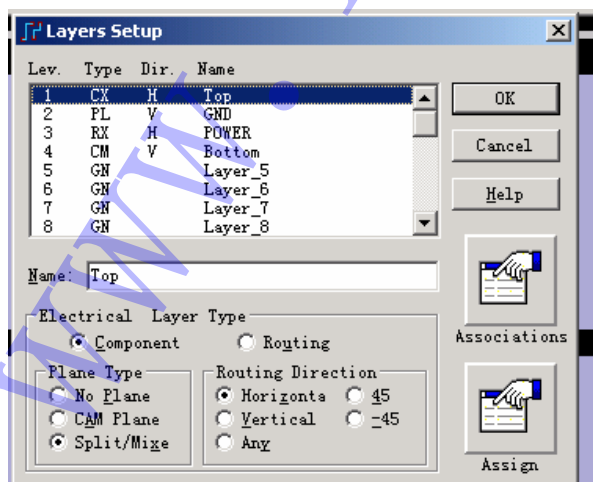 Layers Setup
Lev. Type Dir. Name
1 CX H Top
2 PL V GND
3 RX H POWER
4 CM V Bottom
5 GN Layer_5
6 GN Layer_6
7 GN Layer_7
8 GN Layer_8
OK
Cancel
Help
Name: Top
Electrical Layer Type
Component Routing
Associations
Plane Type Routing Direction
No Plane Horizonta 45
CAM Plane Vertical -45
Split/Mixe Any
Assign
www.